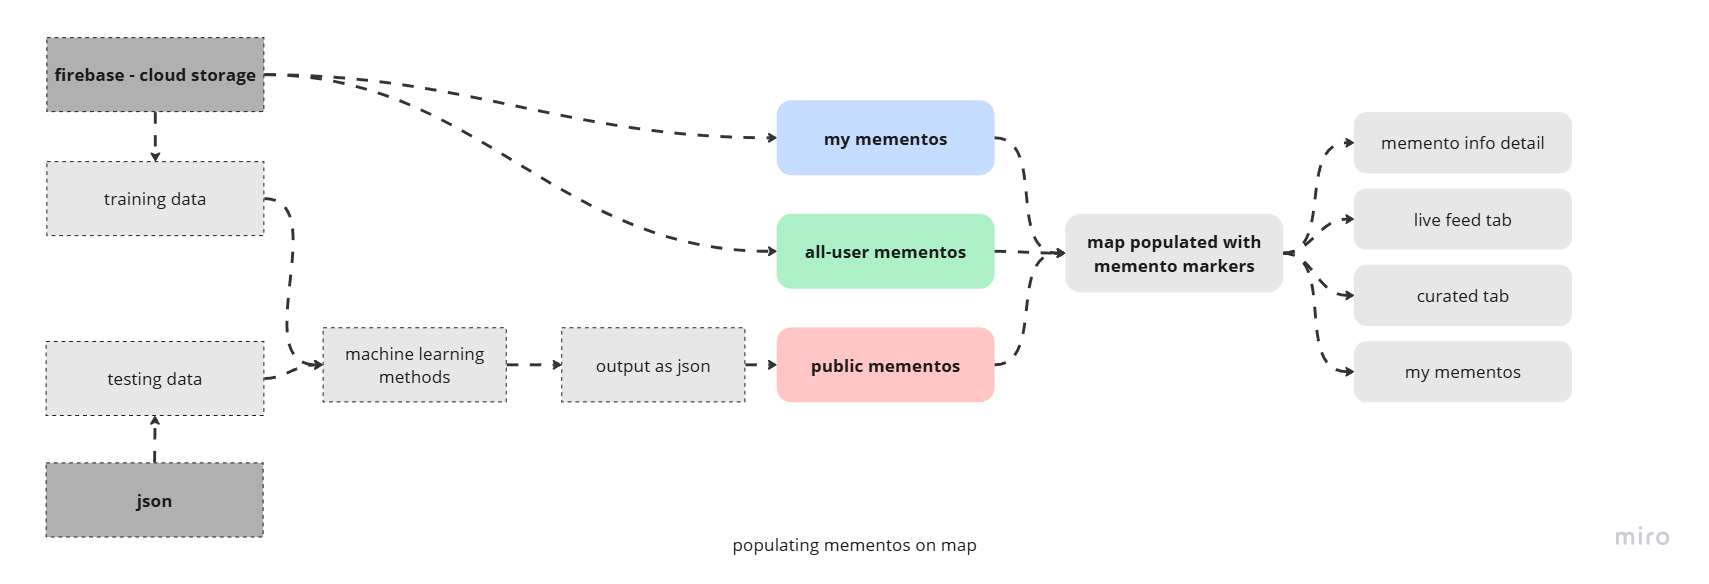 firebase - cloud storage
training data
testing data
json
machine learning
methods
output as json
my mementos
all-user mementos
public mementos
map populated with
memento markers
memento info detail
live feed tab
curated tab
my mementos
populating mementos on map
miro